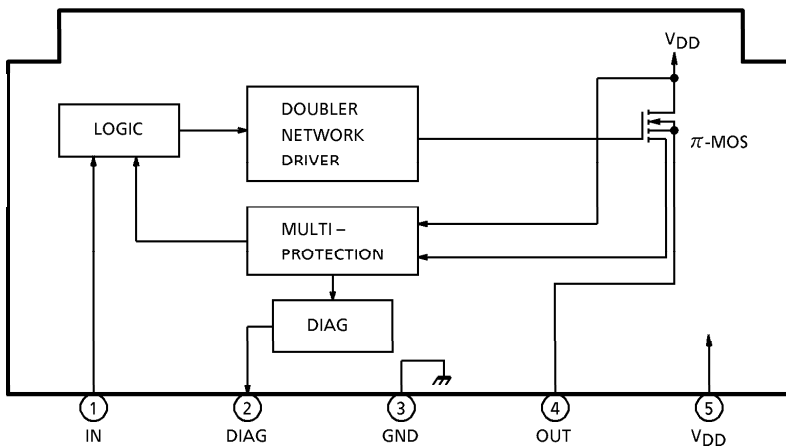 VDD
DOUBLER
NETWORK
DRIVER
LOGIC
π-MOS
MULTI –
PROTECTION
DIAG
1 2 3 4 5
IN DIAG GND OUT VDD